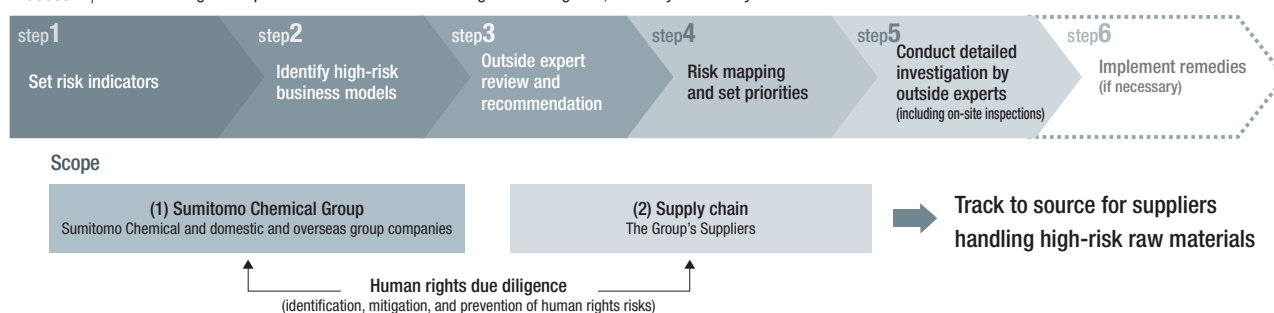 step1
Set risk indicators
step2
Identify high-risk
business models
step3
Outside expert
review and
recommendation
step4
Risk mapping
and set priorities
step5
Conduct detailed
investigation by
outside experts
(including on-site inspections)
step6
Implement remedies
(if necessary)
Scope
(1) Sumitomo Chemical Group
Sumitomo Chemical and domestic and overseas group companies
(2) Supply chain
The Group's Suppliers
Track to source for suppliers
handling high-risk raw materials
Human rights due diligence
(identification, mitigation, and prevention of human rights risks)